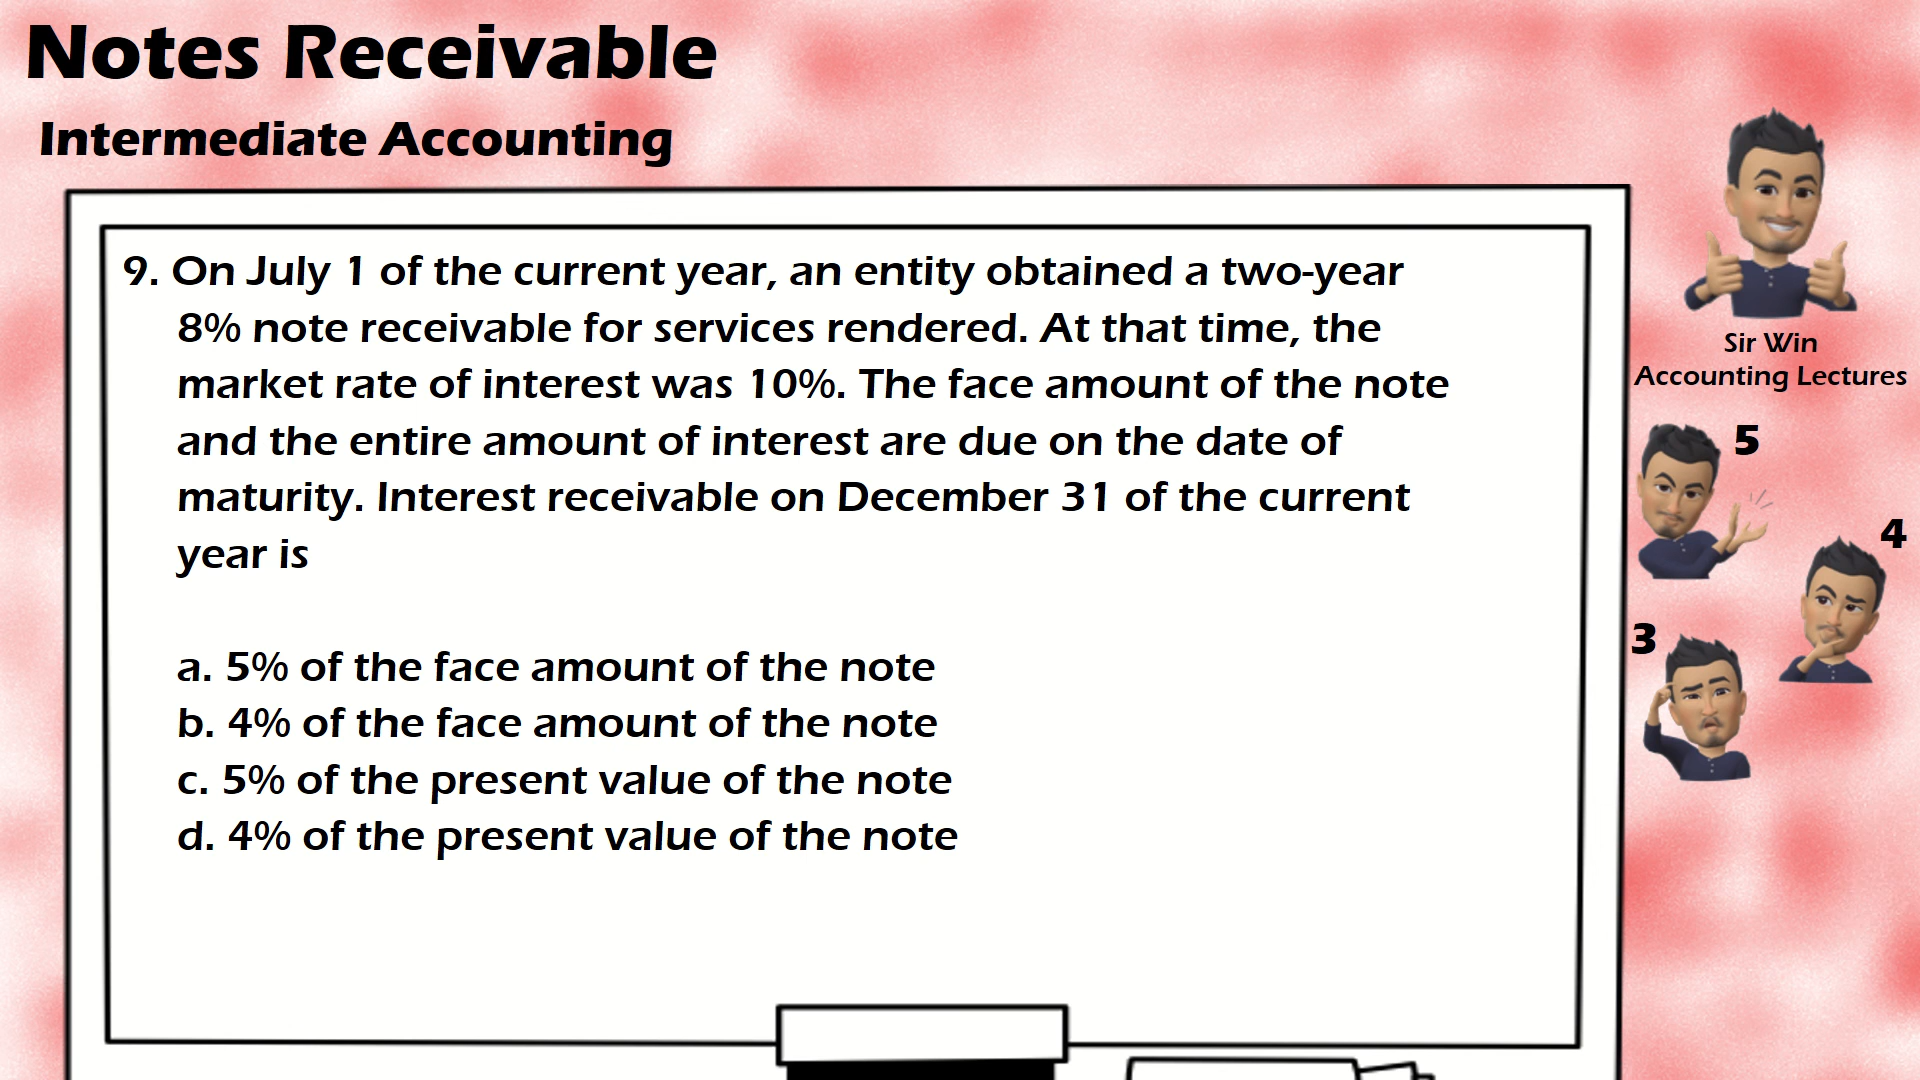 Notes Receivable
Intermediate Accounting
9. On July 1 of the current year, an entity obtained a two-year
8% note receivable for services rendered. At that time, the
market rate of interest was 10%. The face amount of the note
and the entire amount of interest are due on the date of
maturity. Interest receivable on December 31 of the current
year is
a. 5% of the face amount of the note
b. 4% of the face amount of the note
c. 5% of the present value of the note
d. 4% of the present value of the note
Sir Win
Accounting Lectures
5
4
3